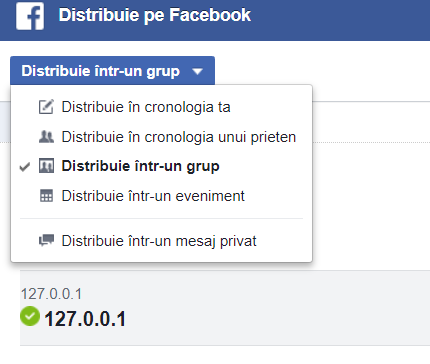 Distribuie pe Facebook
Distribuie într-un grup
Distribuie în cronologia ta
Distribuie în cronologia unui prieten
Distribuie într-un grup
Distribuie într-un eveniment
Distribuie într-un mesaj privat
127.0.0.1
127.0.0.1